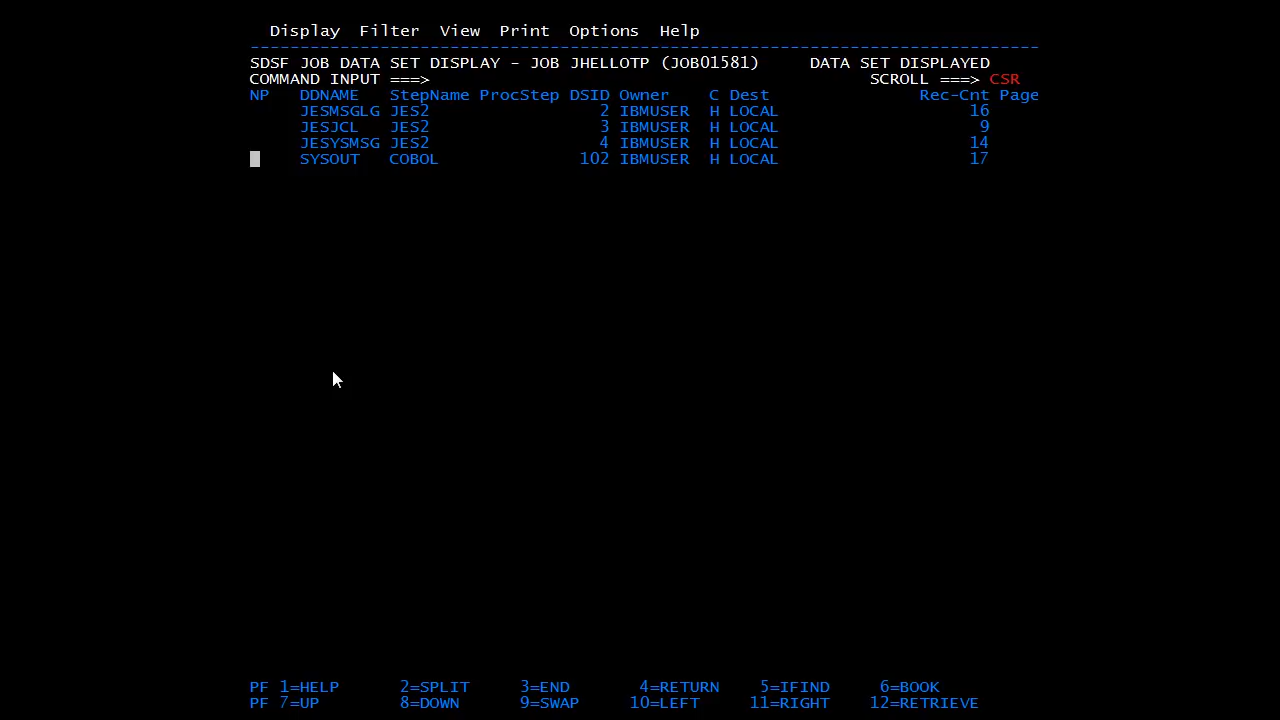 Display  Filter  View  Print  Options  Help
-------------------------------------------------------------------------------
SDSF JOB DATA SET DISPLAY - JOB JHELLOTP (JOB01581)     DATA SET DISPLAYED
COMMAND INPUT ===>                                            SCROLL ===> CSR
NP   DDNAME   StepName ProcStep DSID Owner    C Dest               Rec-Cnt Page
     JESMSGLG JES2                 2 IBMUSER  H LOCAL                   16
     JESJCL   JES2                 3 IBMUSER  H LOCAL                    9
     JESYSMSG JES2                 4 IBMUSER  H LOCAL                   14
     SYSOUT   COBOL              102 IBMUSER  H LOCAL                   17
PF 1=HELP      2=SPLIT     3=END       4=RETURN    5=IFIND     6=BOOK
PF 7=UP        8=DOWN      9=SWAP     10=LEFT     11=RIGHT    12=RETRIEVE